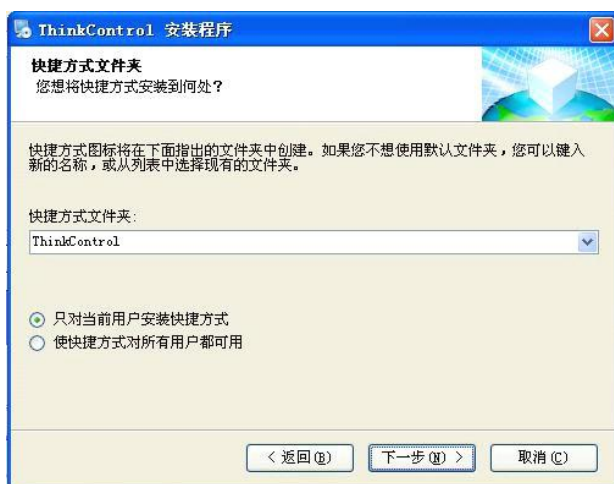 ThinkControl 安装程序
快捷方式文件夹
您想将快捷方式安装到何处?
快捷方式图标将在下面指出的文件夹中创建。如果您不想使用默认文件夹,您可以键入
新的名称,或从列表中选择现有的文件夹。
快捷方式文件夹:
ThinkControl
只对当前用户安装快捷方式
使快捷方式对所有用户都可用
< 返回(B) 下一步(N) > 取消(C)